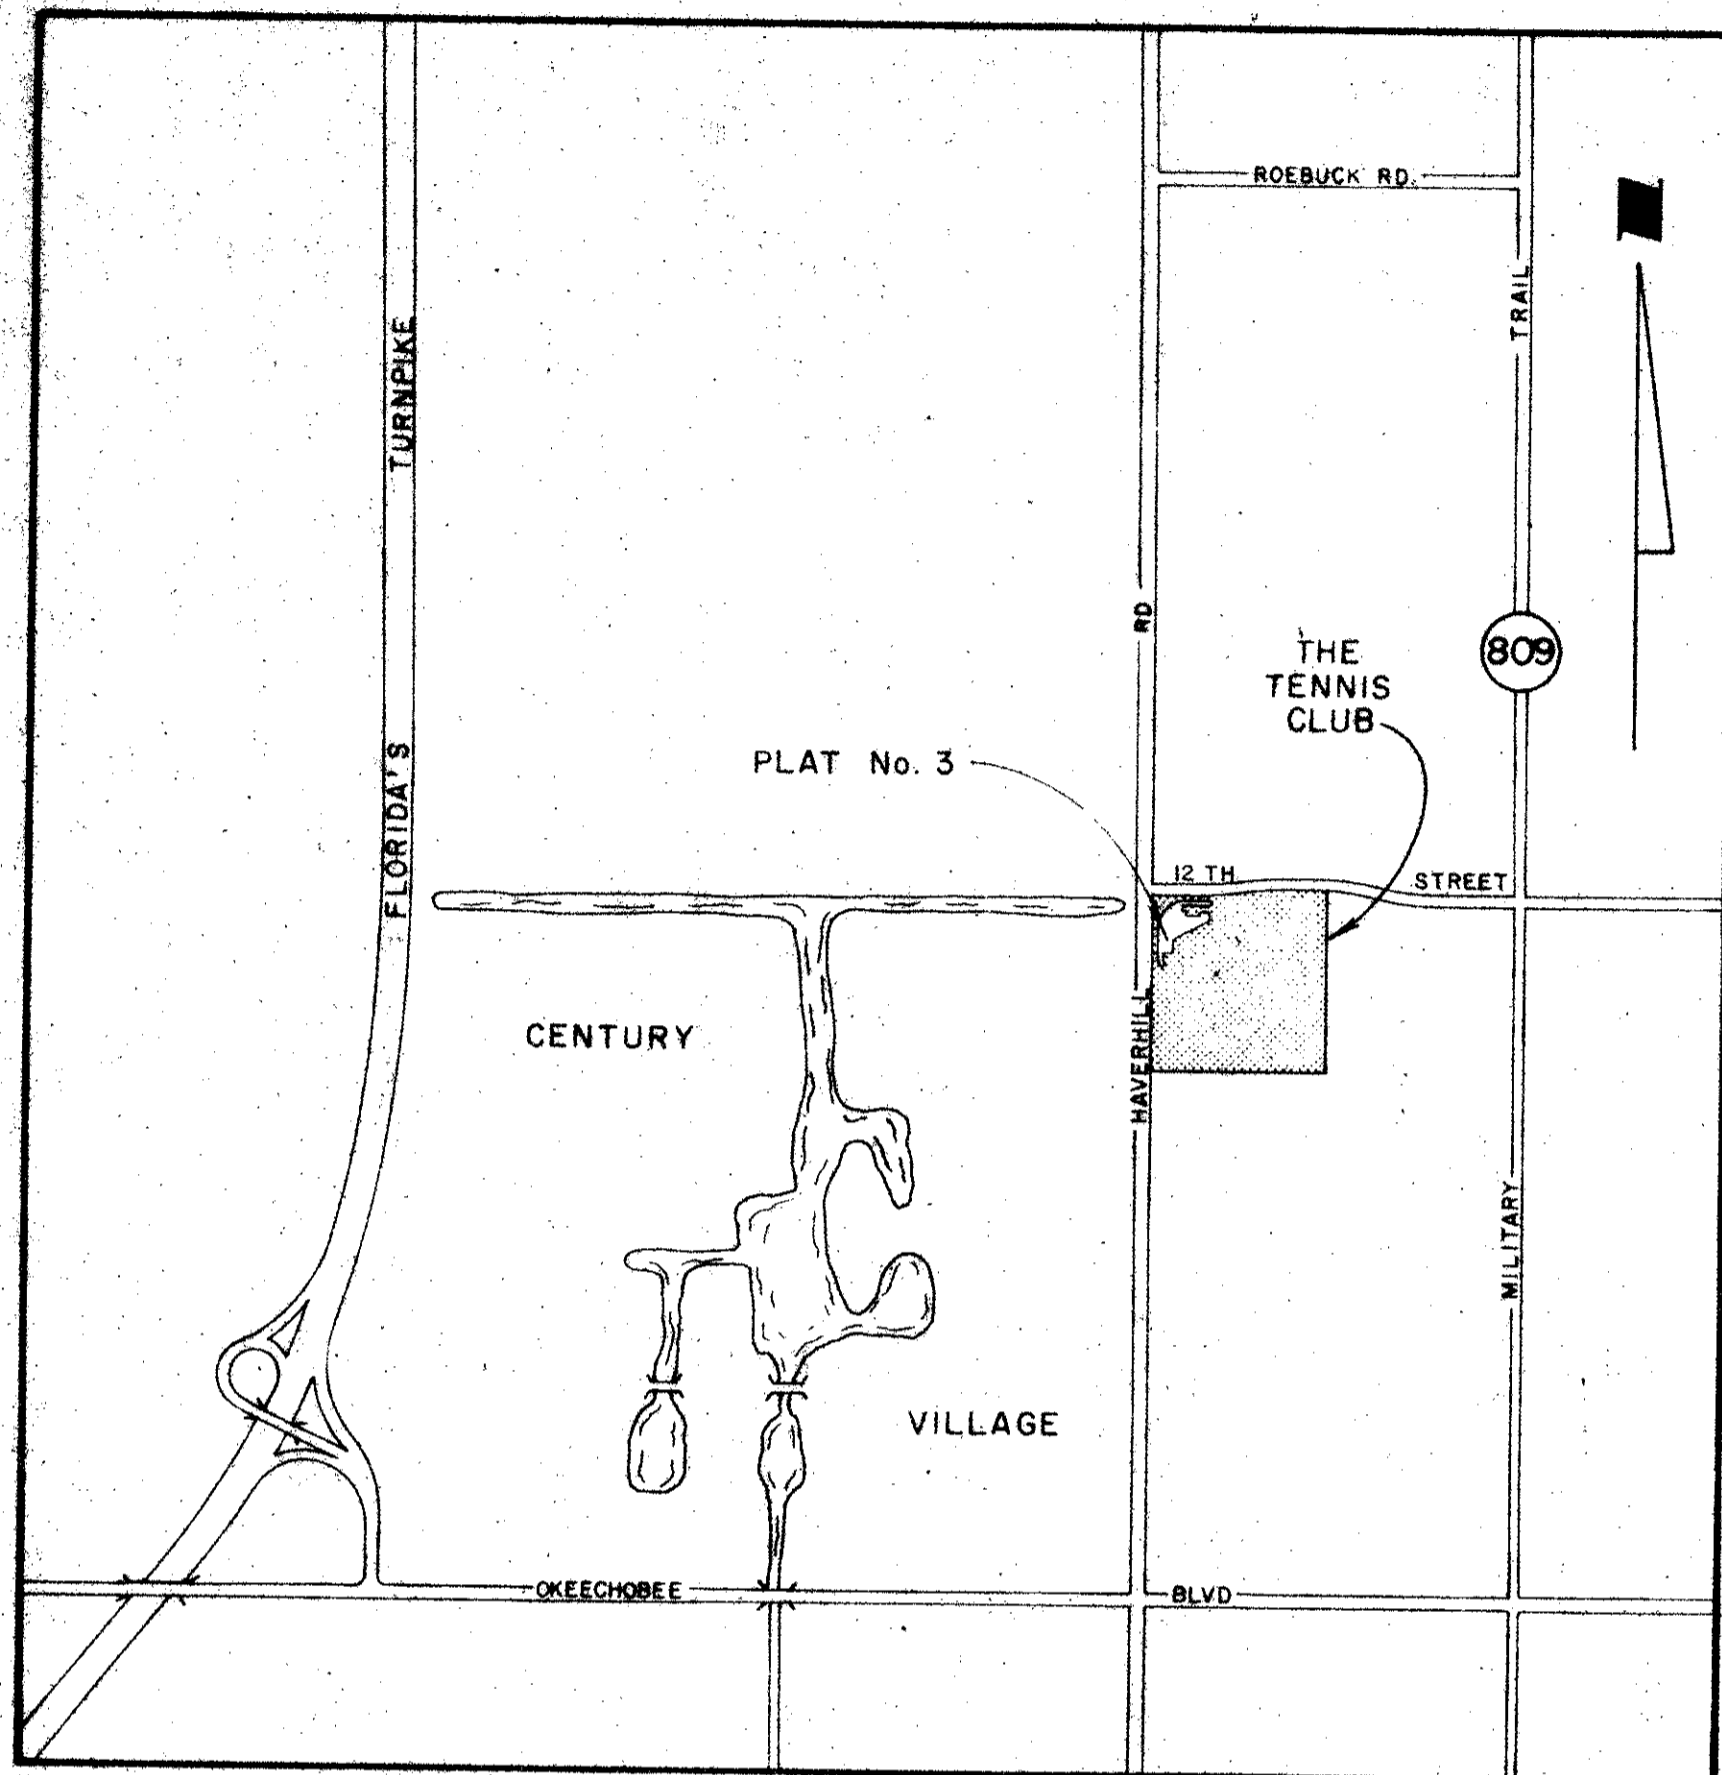 ROEBUCK RD.
TRAIL
TURNPIKE
RD
THE
TENNIS
CLUB
809
PLAT No. 3
FLORIDA'S
12 TH
STREET
HAVERHILL
CENTURY
MILITARY
VILLAGE
OKEECHOBEE
BLVD
N